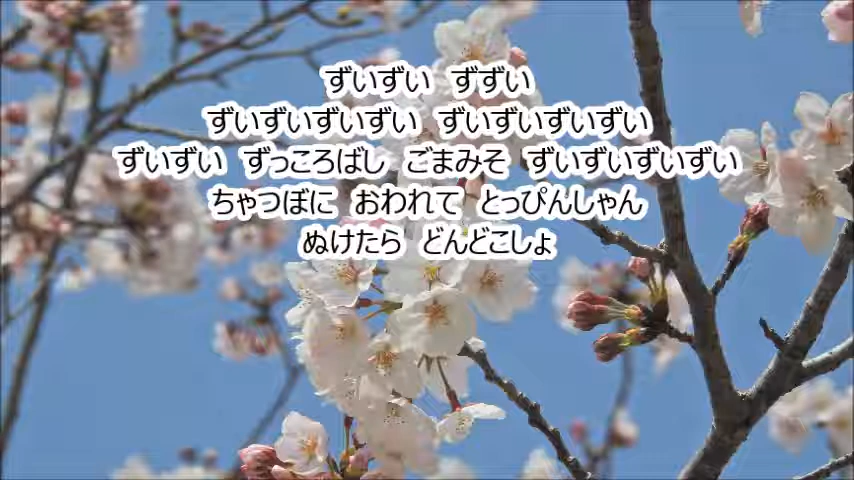 ずいずい ずずい
ずいずいずいずい ずいずいずいずい
ずいずい ずっころばし ごまみそ ずいずいずいずい
ちゃつぼに おわれて とっぴんしゃん
ぬけたら どんどこしょ